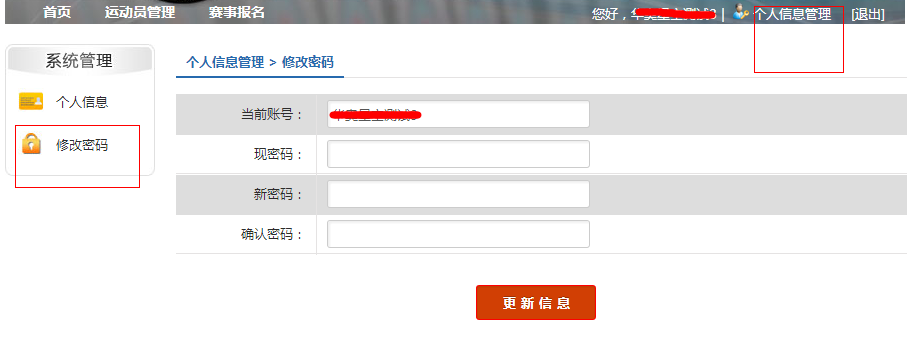 首页 运动员管理 赛事报名 您好, | 个人信息管理 [退出]
系统管理
个人信息
修改密码
个人信息管理 > 修改密码
当前账号：
现密码：
新密码：
确认密码：
更新信息